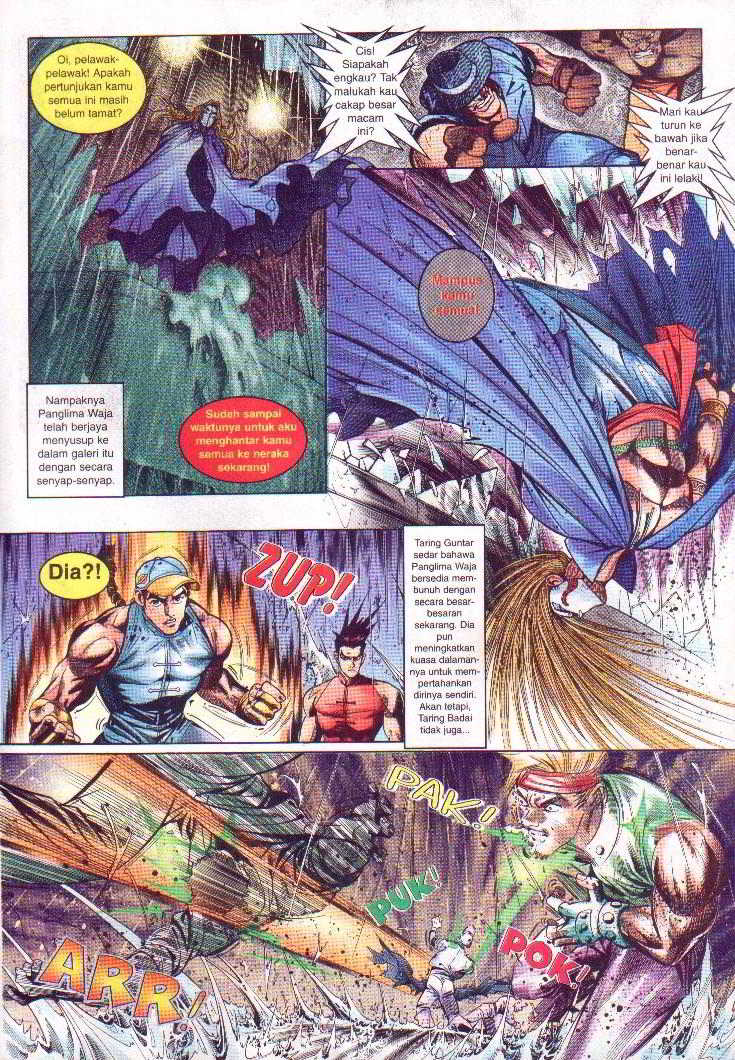 Oi, pelawak-
pelawak! Apakah
pertunjukan kamu
semua ini masih
belum tamat?
Cis!
Siapakah
engkau? Tak
malukah kau
cakap besar
macam
ini?
Mari kau
turun ke
bawah jika
benar-
benar kau
ini lelaki!
Mampus
kamu
semua!
Nampaknya
Panglima Waja
telah berjaya
menyusup ke
dalam galeri itu
dengan secara
senyap-senyap.
Sudah sampai
waktunya untuk aku
menghantar kamu
semua ke neraka
sekarang!
Dia?!
ZUP!
Taring Guntar
sedar bahawa
Panglima Waja
bersedia mem-
bunuh dengan
secara besar-
besaran
sekarang. Dia
pun
meningkatkan
kuasa dalaman-
nya untuk mem-
pertahankan
dirinya sendiri.
Akan tetapi,
Taring Badai
tidak juga...
PAK!
PUK!
POK!
ARR!